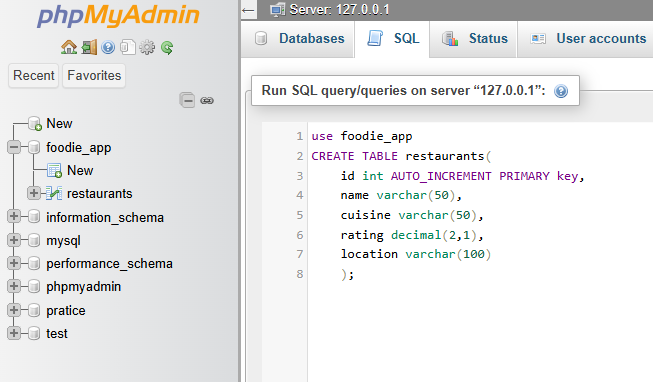 phpMyAdmin
Recent Favorites
New
foodie_app
New
restaurants
information_schema
mysql
performance_schema
phpmyadmin
pratice
test
Server: 127.0.0.1
Databases SQL Status User accounts
Run SQL query/queries on server “127.0.0.1”:
1 use foodie_app
2 CREATE TABLE restaurants(
3 id int AUTO_INCREMENT PRIMARY key,
4 name varchar(50),
5 cuisine varchar(50),
6 rating decimal(2,1),
7 location varchar(100)
8 );